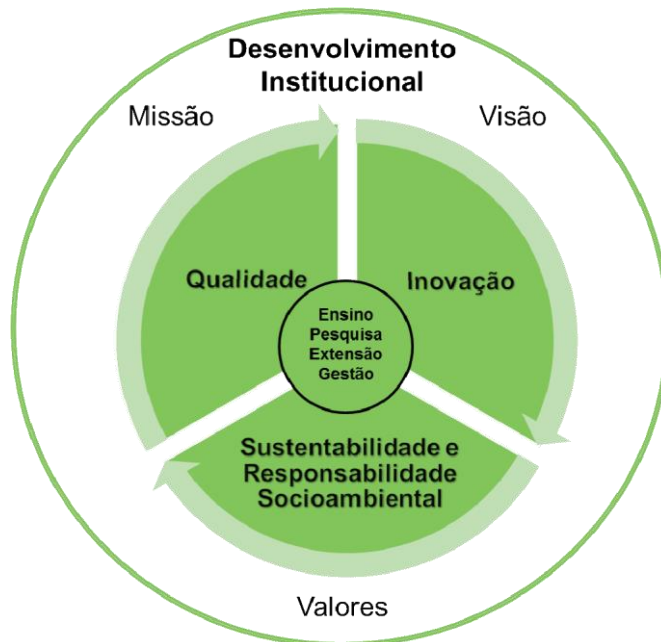 Desenvolvimento
Institucional
Missão
Visão
Qualidade
Inovação
Ensino
Pesquisa
Extensão
Gestão
Sustentabilidade e
Responsabilidade
Socioambiental
Valores